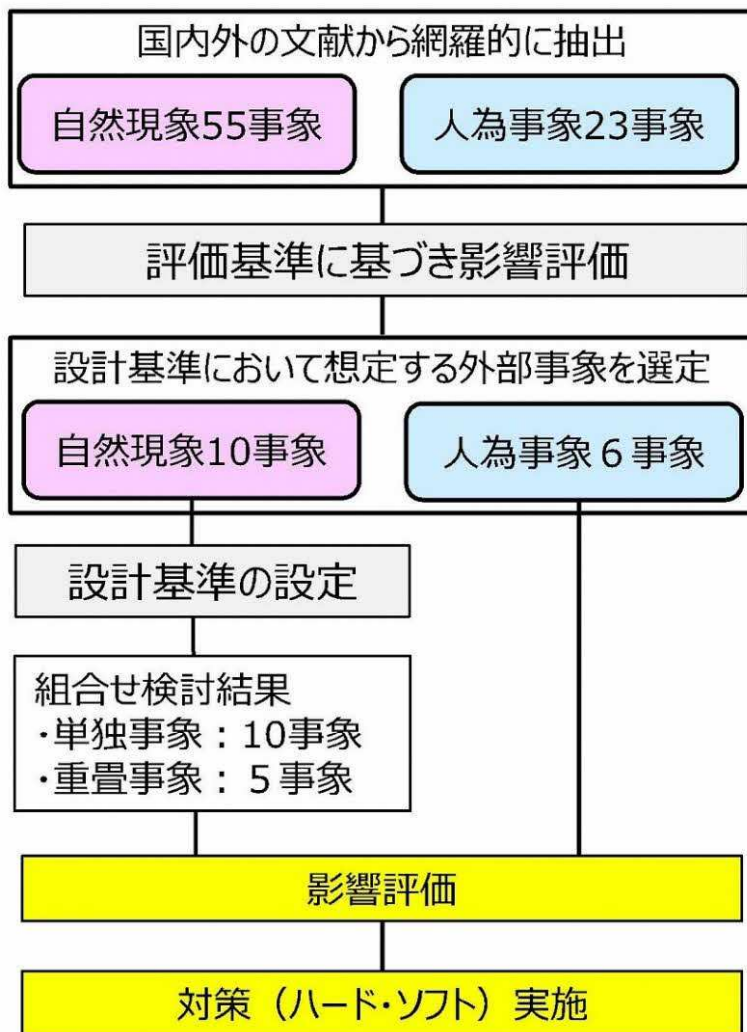 国内外の文献から網羅的に抽出
自然現象55事象
人為事象23事象
評価基準に基づき影響評価
設計基準において想定する外部事象を選定
自然現象10事象
人為事象６事象
設計基準の設定
組合せ検討結果
・単独事象：10事象
・重畳事象：５事象
影響評価
対策（ハード・ソフト）実施